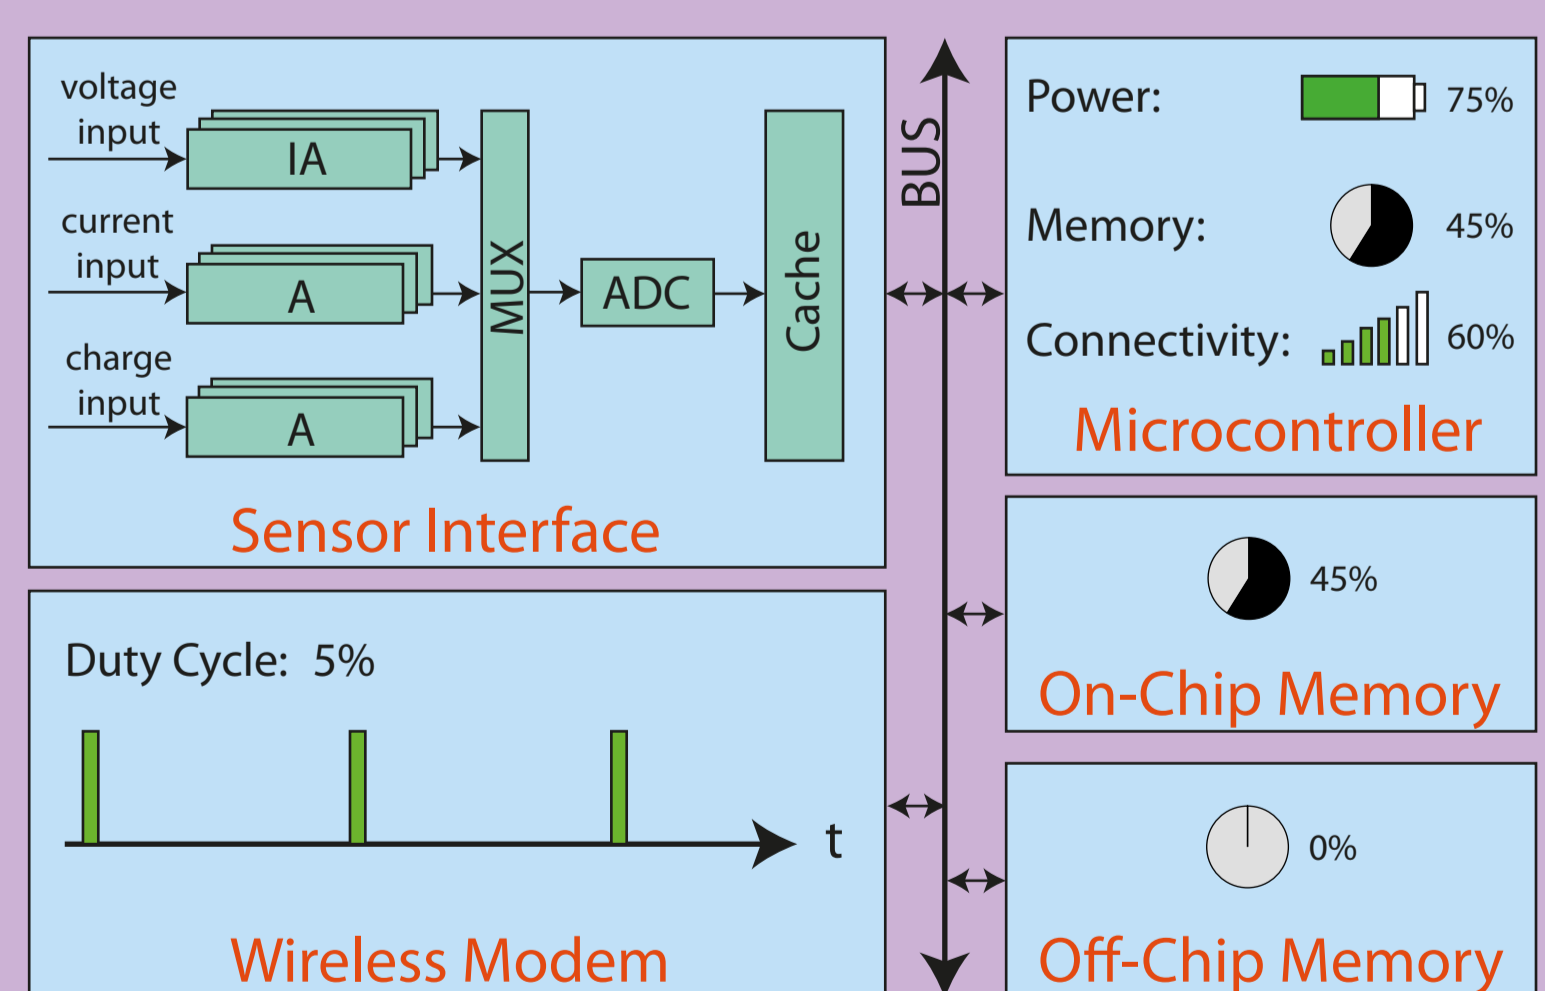 voltage
input
IA
current
input
A
charge
input
A
MUX
ADC
Cache
Sensor Interface
BUS
Power: 75%
Memory: 45%
Connectivity: 60%
Microcontroller
45%
On-Chip Memory
Duty Cycle: 5%
t
Wireless Modem
0%
Off-Chip Memory